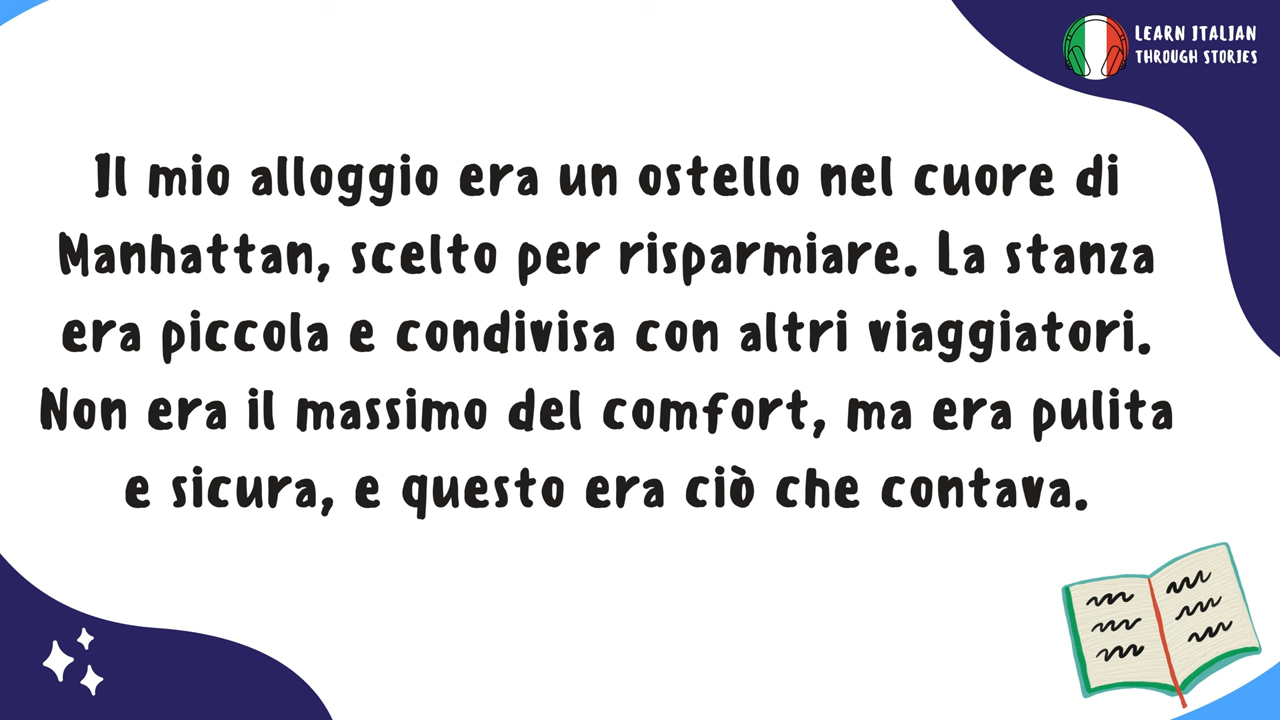 LEARN ITALIAN
THROUGH STORIES
Il mio alloggio era un ostello nel cuore di
Manhattan, scelto per risparmiare. La stanza
era piccola e condivisa con altri viaggiatori.
Non era il massimo del comfort, ma era pulita
e sicura, e questo era ciò che contava.